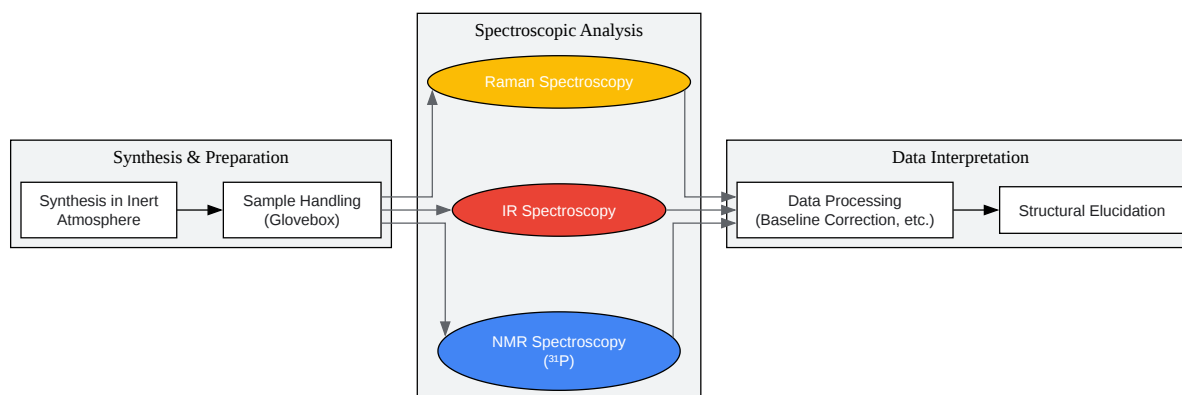 Synthesis & Preparation
Synthesis in Inert
Atmosphere
Sample Handling
(Glovebox)
Spectroscopic Analysis
Raman Spectroscopy
IR Spectroscopy
NMR Spectroscopy
(³¹P)
Data Interpretation
Data Processing
(Baseline Correction, etc.)
Structural Elucidation